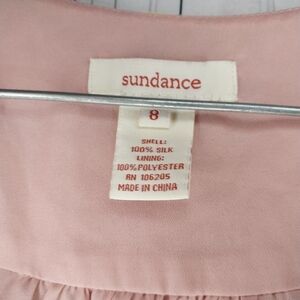 sundance
8
SHELL:
100% SILK
LINING:
100% POLYESTER
RN 106205
MADE IN CHINA